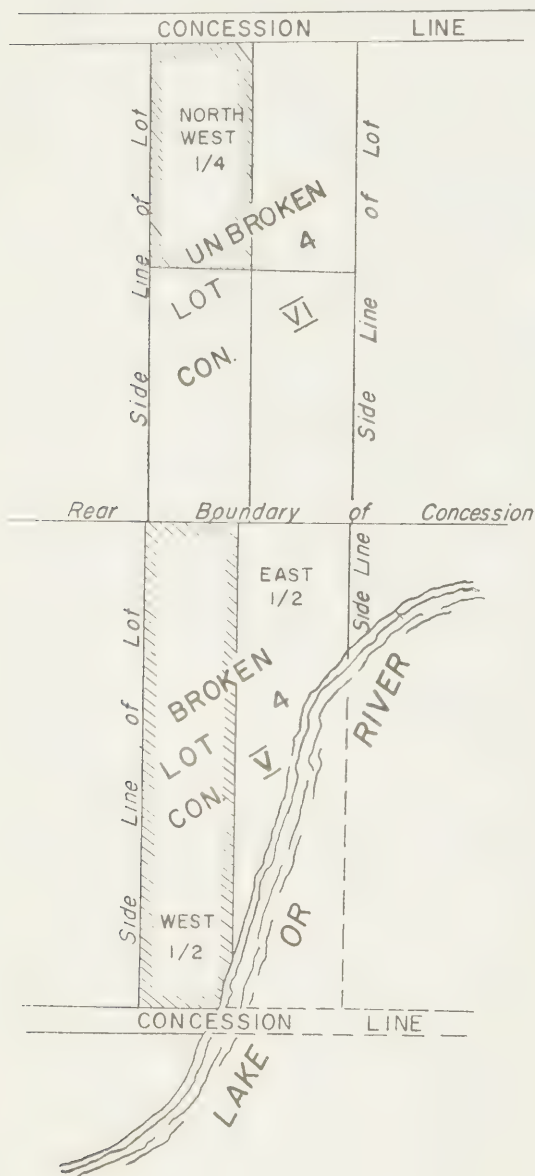 CONCESSION LINE
NORTH
WEST
1/4
Side Line of Lot
Side Line of Lot
UNBROKEN
4
LOT
VI
CON.
Rear Boundary of Concession
EAST
1/2
Side Line
Side Line of Lot
BROKEN
4
LOT
V
CON.
WEST
1/2
CONCESSION LINE
LAKE OR RIVER